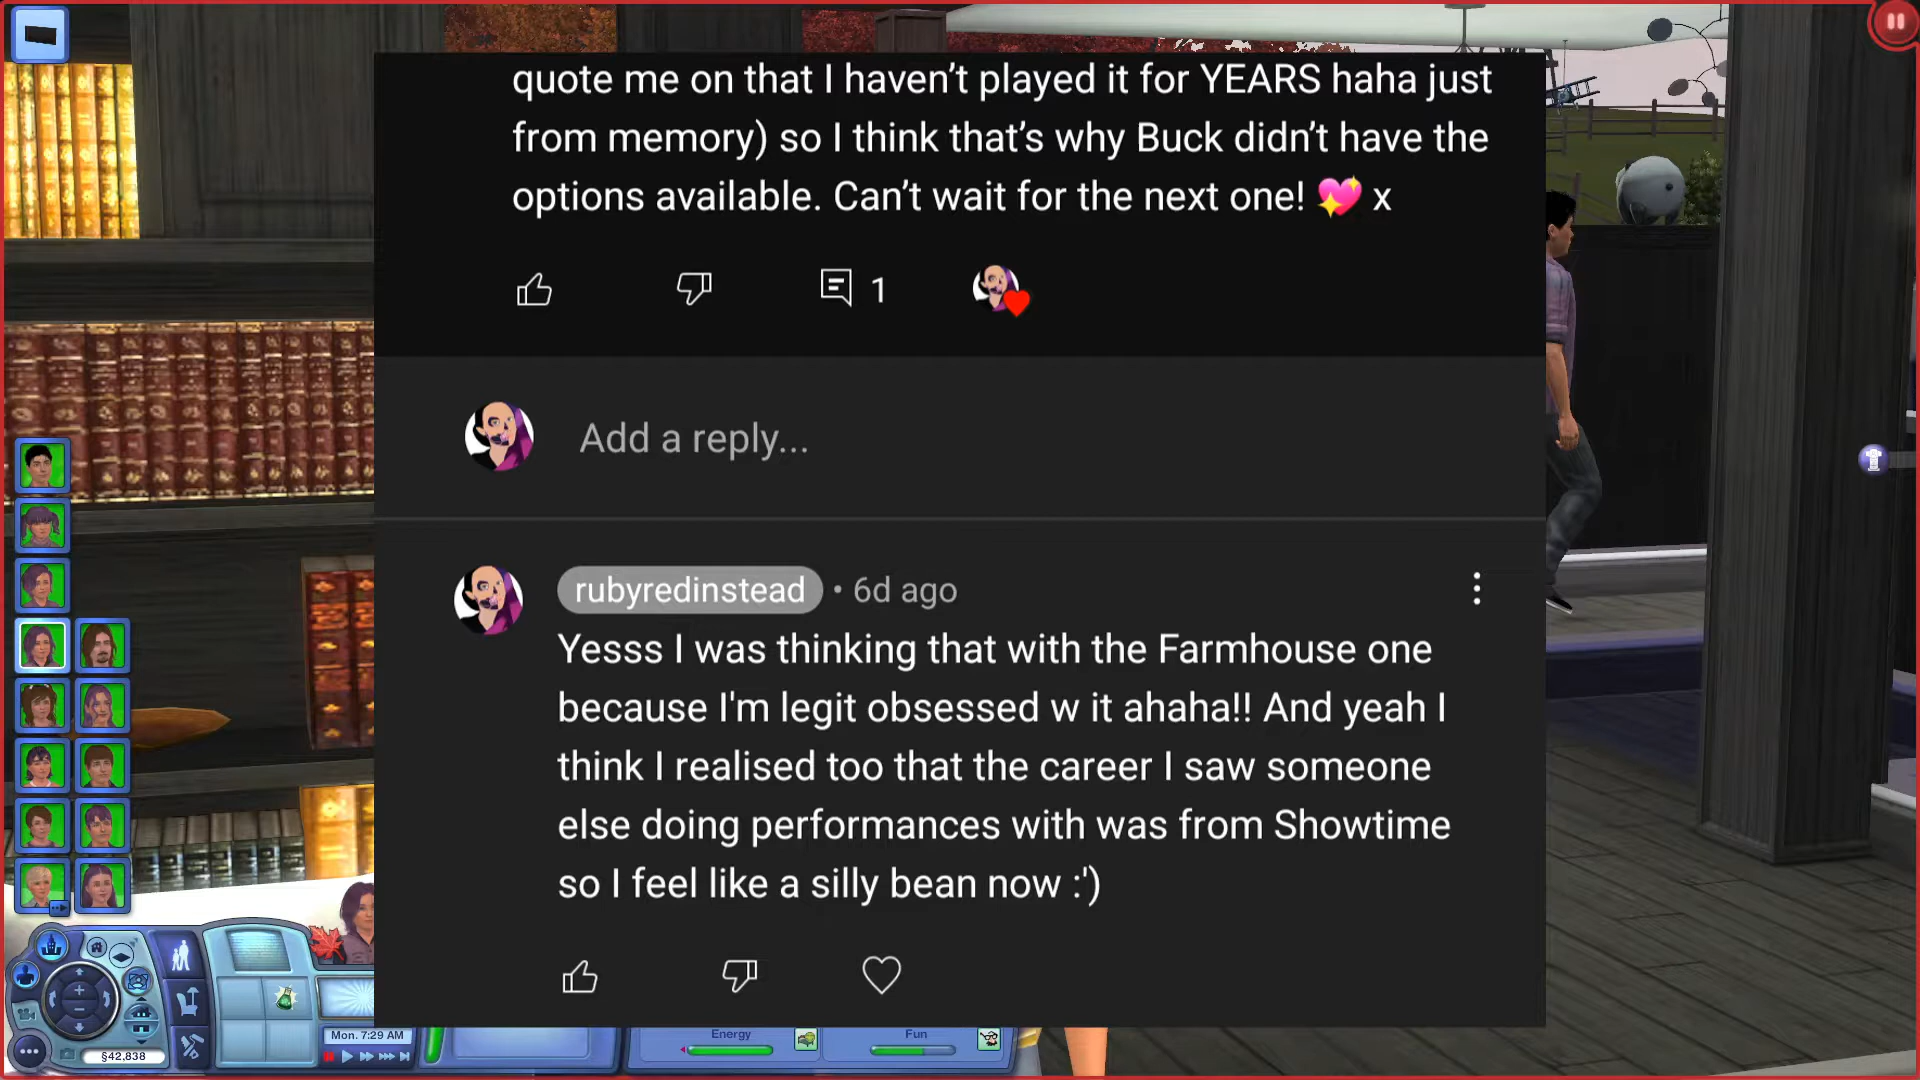 quote me on that I haven't played it for YEARS haha just
from memory) so I think that's why Buck didn't have the
options available. Can't wait for the next one! 💖 x
1
Add a reply...
rubyredinstead • 6d ago
Yesss I was thinking that with the Farmhouse one
because I'm legit obsessed w it ahaha!! And yeah I
think I realised too that the career I saw someone
else doing performances with was from Showtime
so I feel like a silly bean now :')
Mon. 7:29 AM
§42,838
Energy
Fun